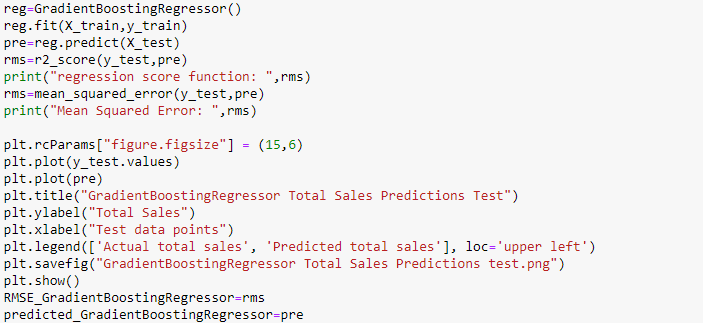 reg=GradientBoostingRegressor()
reg.fit(X_train,y_train)
pre=reg.predict(X_test)
rms=r2_score(y_test,pre)
print("regression score function: ",rms)
rms=mean_squared_error(y_test,pre)
print("Mean Squared Error: ",rms)

plt.rcParams["figure.figsize"] = (15,6)
plt.plot(y_test.values)
plt.plot(pre)
plt.title("GradientBoostingRegressor Total Sales Predictions Test")
plt.ylabel("Total Sales")
plt.xlabel("Test data points")
plt.legend(['Actual total sales', 'Predicted total sales'], loc='upper left')
plt.savefig("GradientBoostingRegressor Total Sales Predictions test.png")
plt.show()
RMSE_GradientBoostingRegressor=rms
predicted_GradientBoostingRegressor=pre